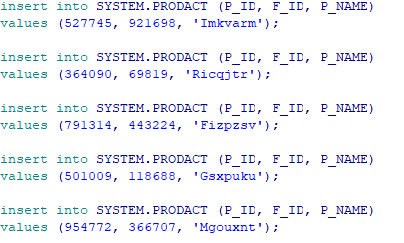 insert into SYSTEM.PRODACT (P_ID, F_ID, P_NAME)
values (527745, 921698, 'Imkvarm');
insert into SYSTEM.PRODACT (P_ID, F_ID, P_NAME)
values (364090, 69819, 'Ricqjtr');
insert into SYSTEM.PRODACT (P_ID, F_ID, P_NAME)
values (791314, 443224, 'Fizpzsv');
insert into SYSTEM.PRODACT (P_ID, F_ID, P_NAME)
values (501009, 118688, 'Gsxpuku');
insert into SYSTEM.PRODACT (P_ID, F_ID, P_NAME)
values (954772, 366707, 'Mgouxnt');